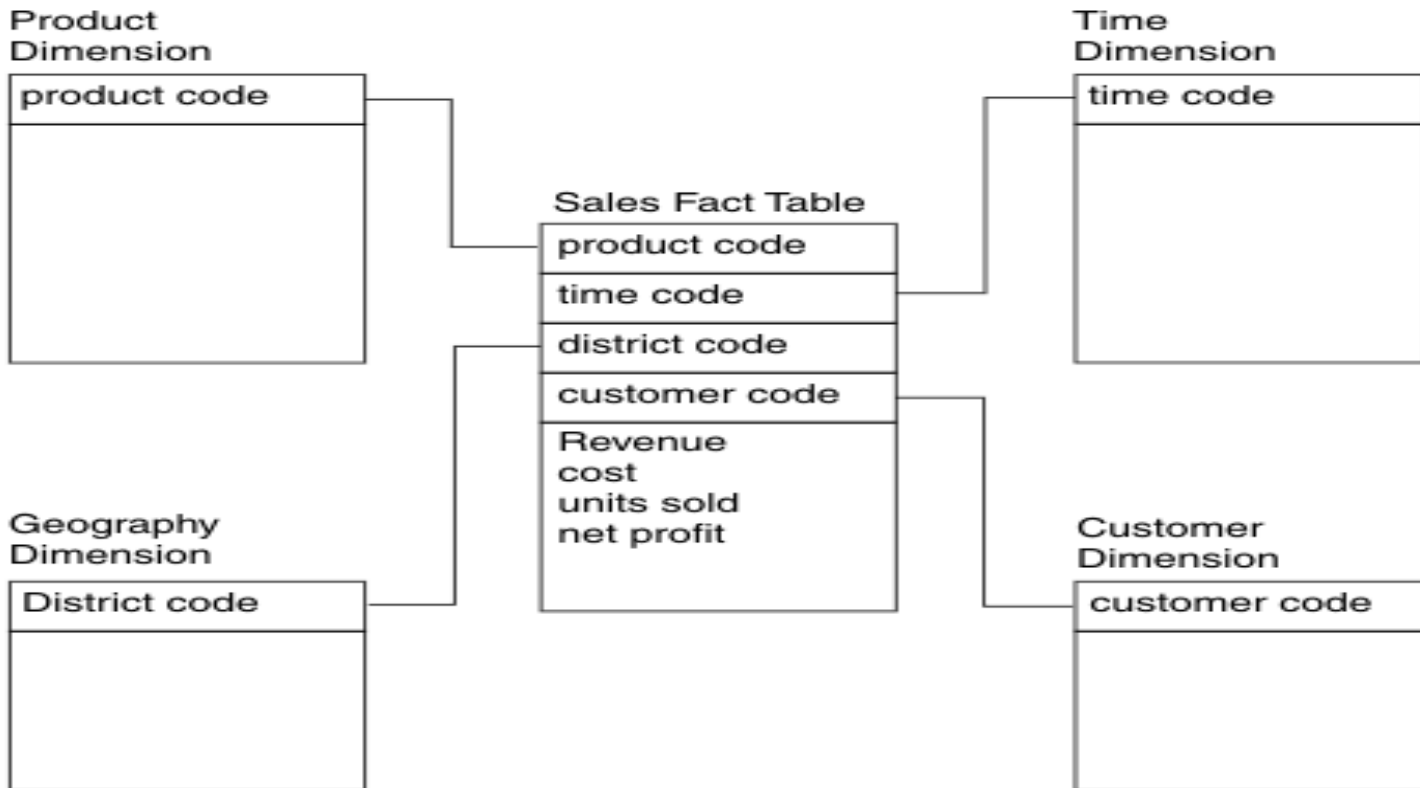 Product
Dimension
product code
Time
Dimension
time code
Sales Fact Table
product code
time code
district code
customer code
Revenue
cost
units sold
net profit
Geography
Dimension
District code
Customer
Dimension
customer code